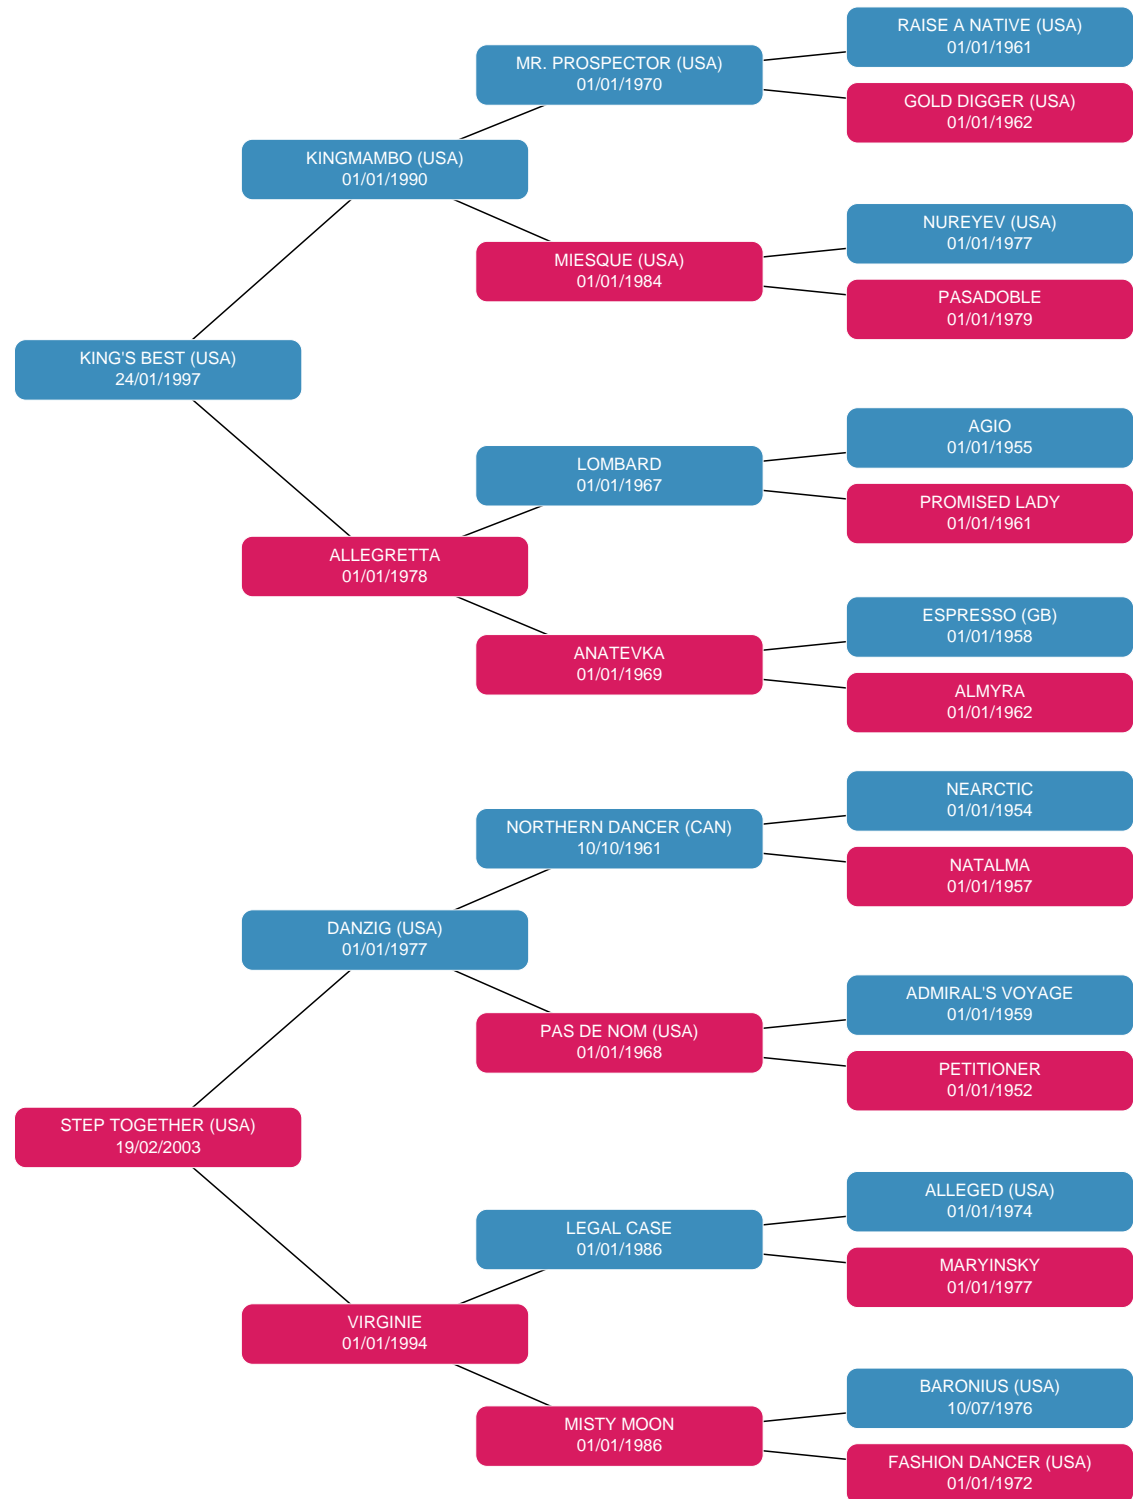 RAISE A NATIVE (USA)
01/01/1961
MR. PROSPECTOR (USA)
01/01/1970
GOLD DIGGER (USA)
01/01/1962
KINGMAMBO (USA)
01/01/1990
NUREYEV (USA)
01/01/1977
MIESQUE (USA)
01/01/1984
PASADOBLE
01/01/1979
KING'S BEST (USA)
24/01/1997
AGIO
01/01/1955
LOMBARD
01/01/1967
PROMISED LADY
01/01/1961
ALLEGRETTA
01/01/1978
ESPRESSO (GB)
01/01/1958
ANATEVKA
01/01/1969
ALMYRA
01/01/1962
NEARCTIC
01/01/1954
NORTHERN DANCER (CAN)
10/10/1961
NATALMA
01/01/1957
DANZIG (USA)
01/01/1977
ADMIRAL'S VOYAGE
01/01/1959
PAS DE NOM (USA)
01/01/1968
PETITIONER
01/01/1952
STEP TOGETHER (USA)
19/02/2003
ALLEGED (USA)
01/01/1974
LEGAL CASE
01/01/1986
MARYINSKY
01/01/1977
VIRGINIE
01/01/1994
BARONIUS (USA)
10/07/1976
MISTY MOON
01/01/1986
FASHION DANCER (USA)
01/01/1972